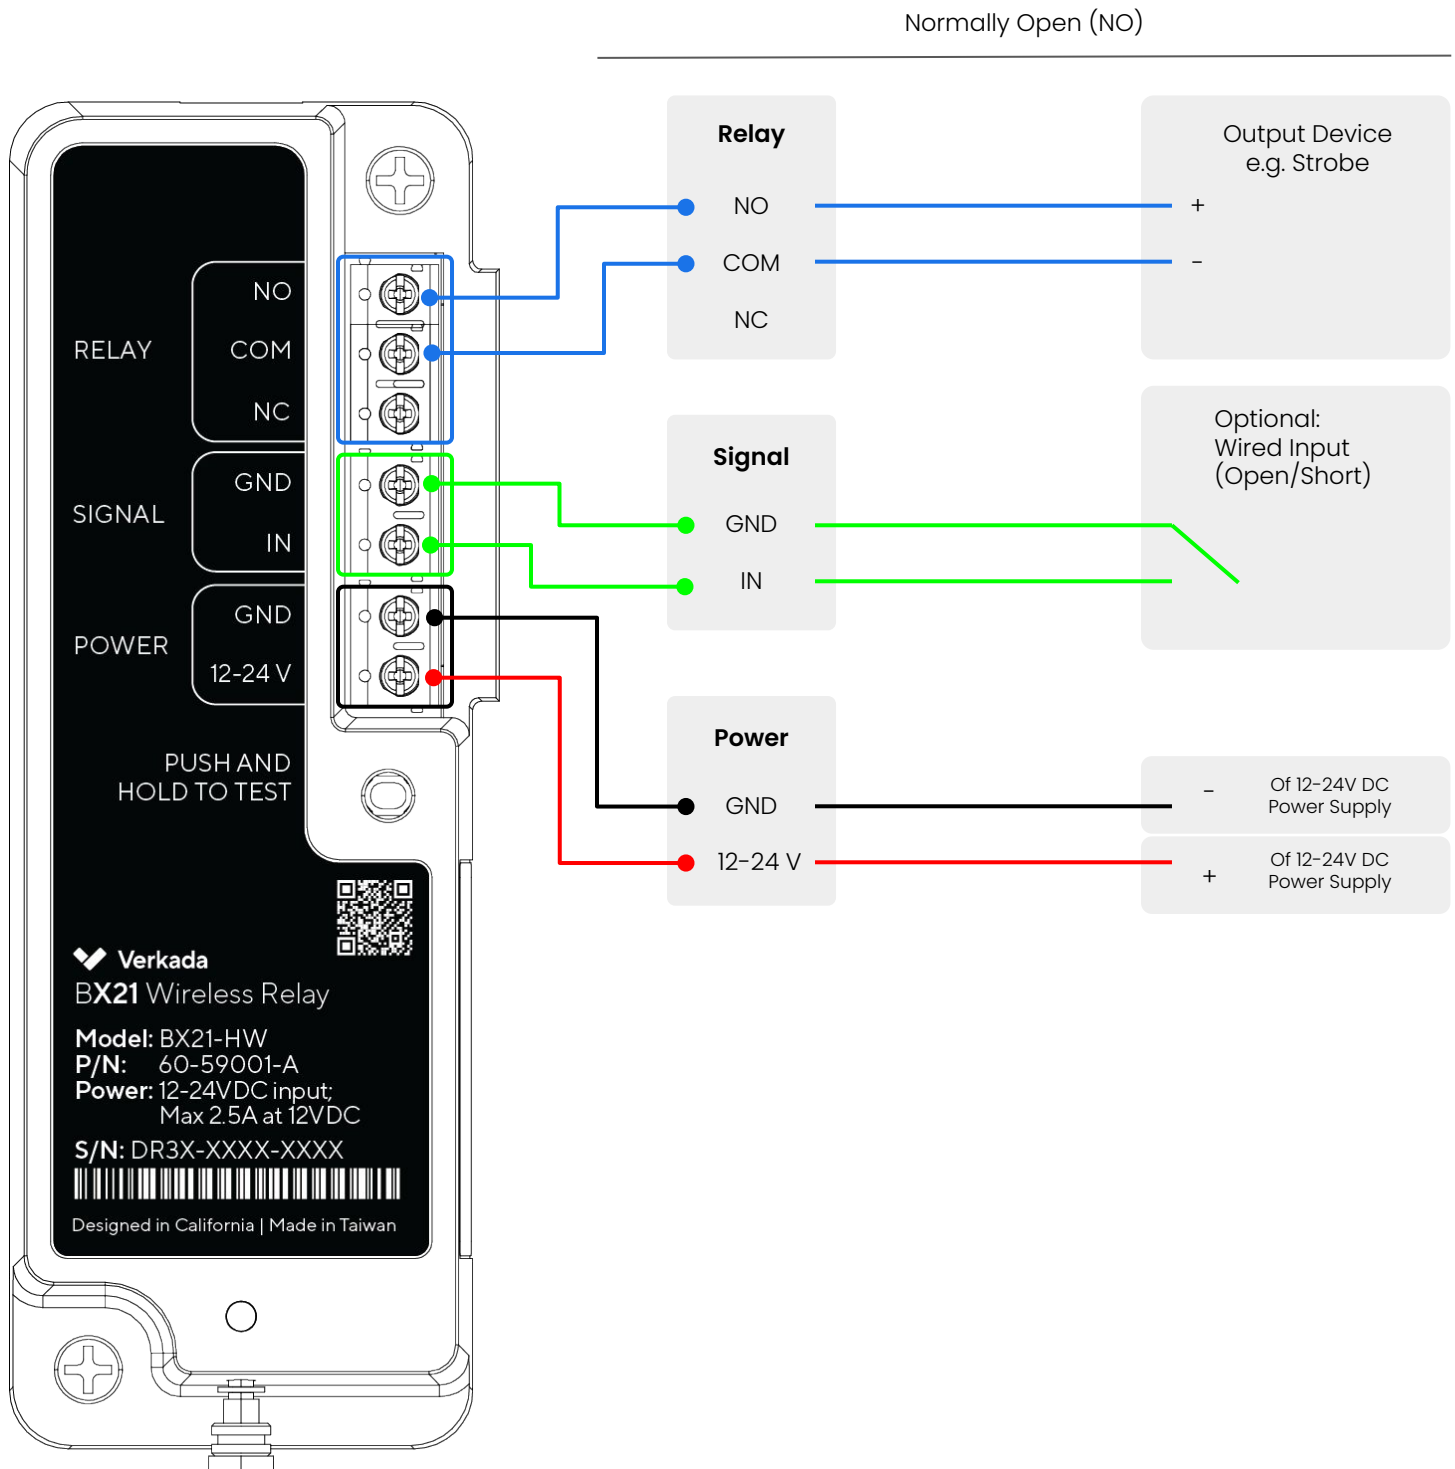 Normally Open (NO)
RELAY
NO
COM
NC
SIGNAL
GND
IN
POWER
GND
12-24 V
PUSH AND
HOLD TO TEST
Verkada
BX21 Wireless Relay
Model: BX21-HW
P/N: 60-59001-A
Power: 12-24VDC input;
Max 2.5A at 12VDC
S/N: DR3X-XXXX-XXXX
Designed in California | Made in Taiwan
Relay
NO
COM
NC
Output Device
e.g. Strobe
+
-
Signal
GND
IN
Optional:
Wired Input
(Open/Short)
Power
GND
12-24 V
- Of 12-24V DC
Power Supply
Of 12-24V DC
+ Power Supply